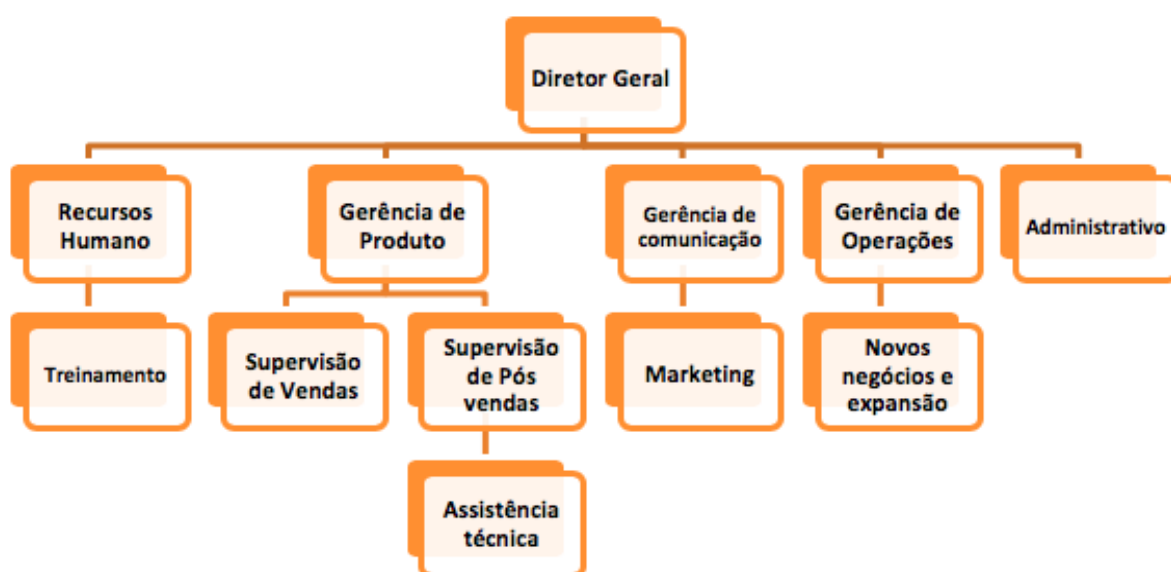 Diretor Geral
Recursos
Humano
Gerência de
Produto
Gerência de
comunicação
Gerência de
Operações
Administrativo
Treinamento
Supervisão
de Vendas
Supervisão
de Pós
vendas
Marketing
Novos
negócios e
expansão
Assistência
técnica